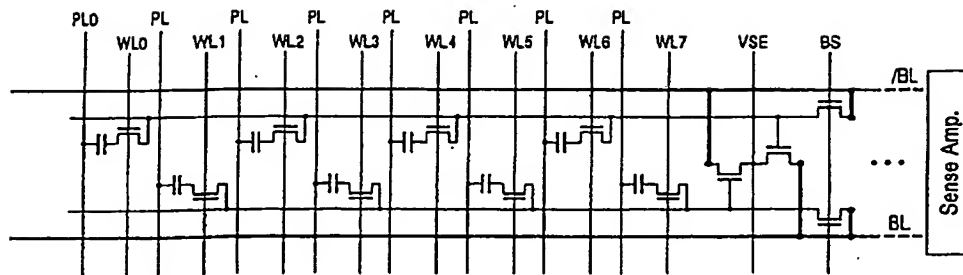 PL0 PL PL PL PL PL PL PL
WL0 WL1 WL2 WL3 WL4 WL5 WL6 WL7 VSE BS
/BL
Sense Amp.
BL